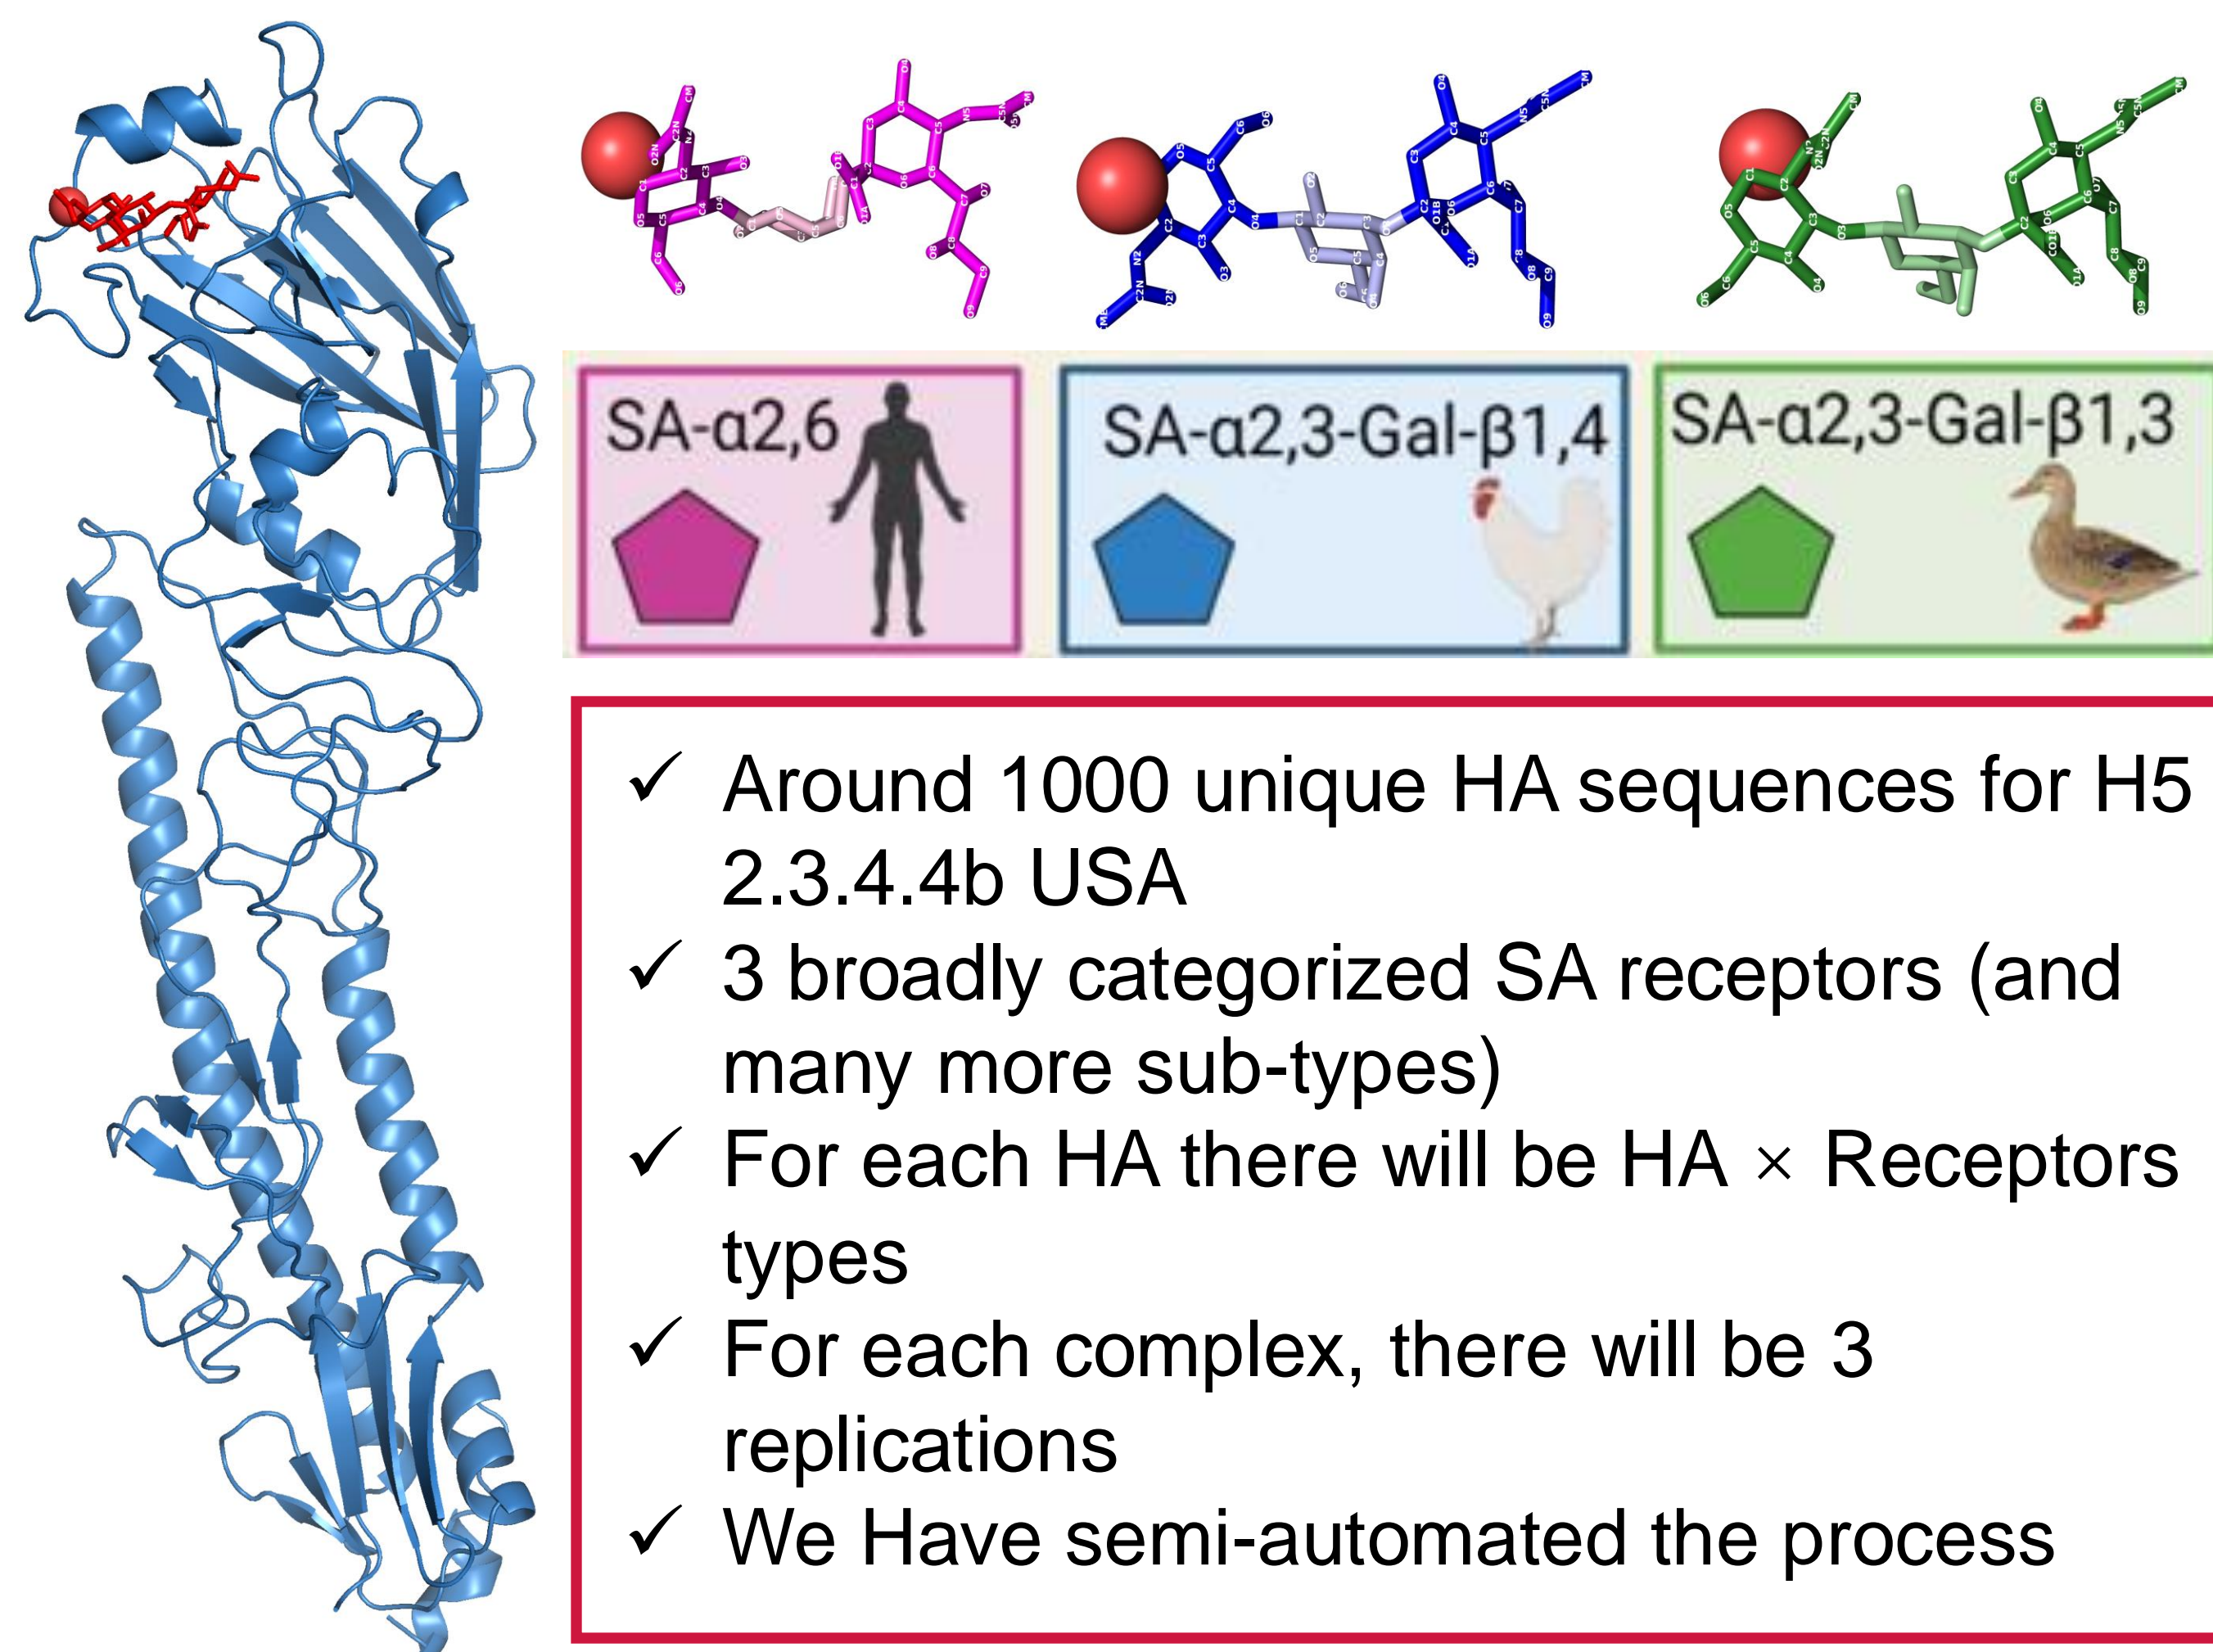 SA-α2,6
SA-α2,3-Gal-β1,4
SA-α2,3-Gal-β1,3
✓ Around 1000 unique HA sequences for H5
2.3.4.4b USA
✓ 3 broadly categorized SA receptors (and
many more sub-types)
✓ For each HA there will be HA × Receptors
types
✓ For each complex, there will be 3
replications
✓ We Have semi-automated the process